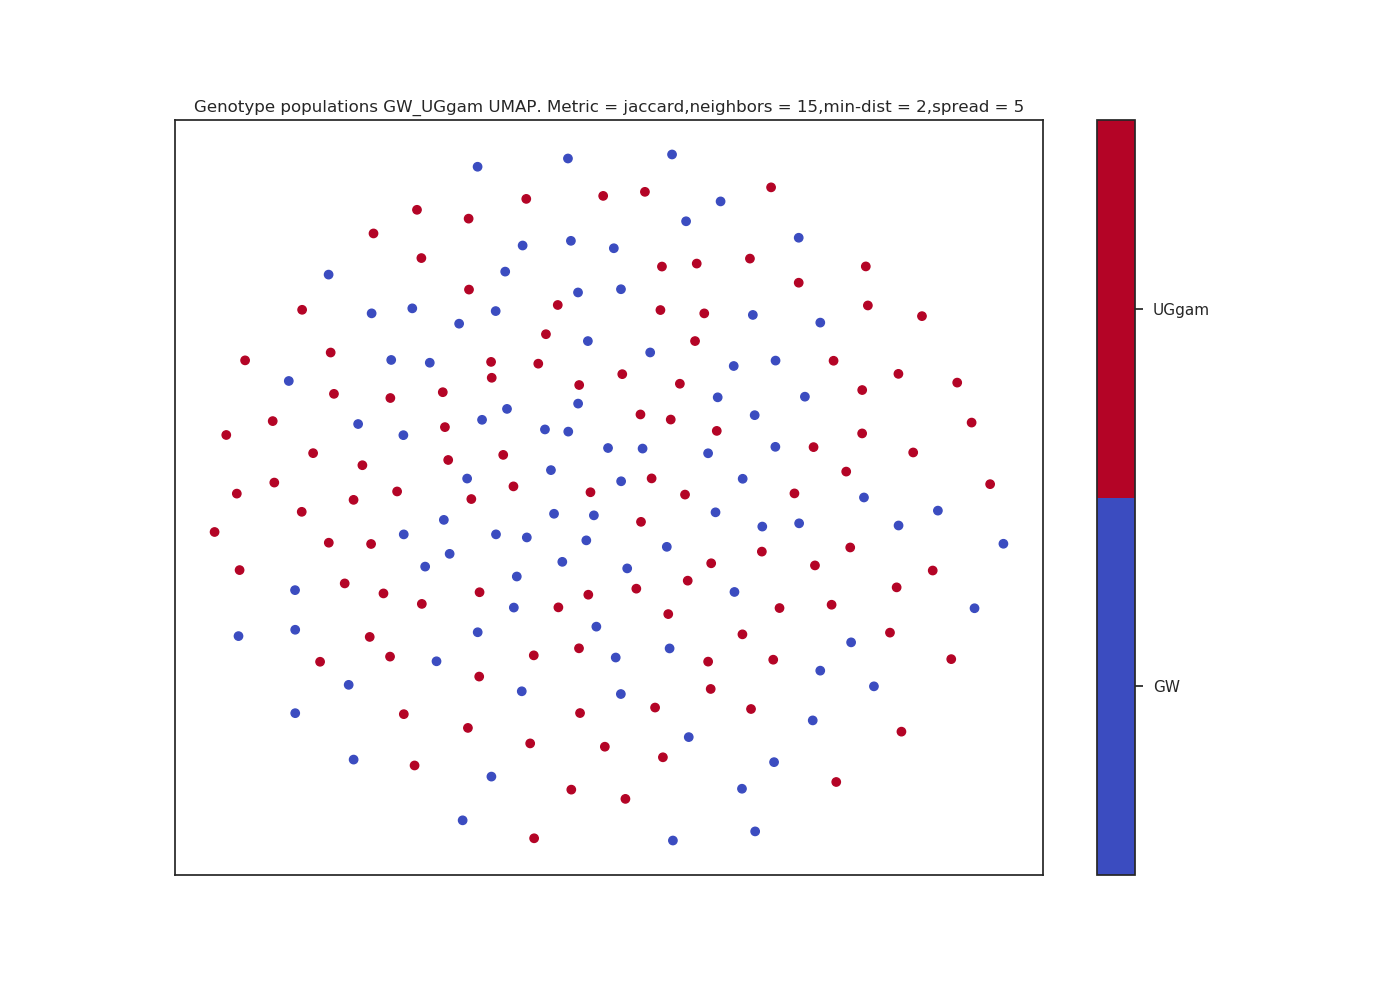 Genotype populations GW_UGgam UMAP. Metric = jaccard,neighbors = 15,min-dist = 2,spread = 5
UGgam
GW